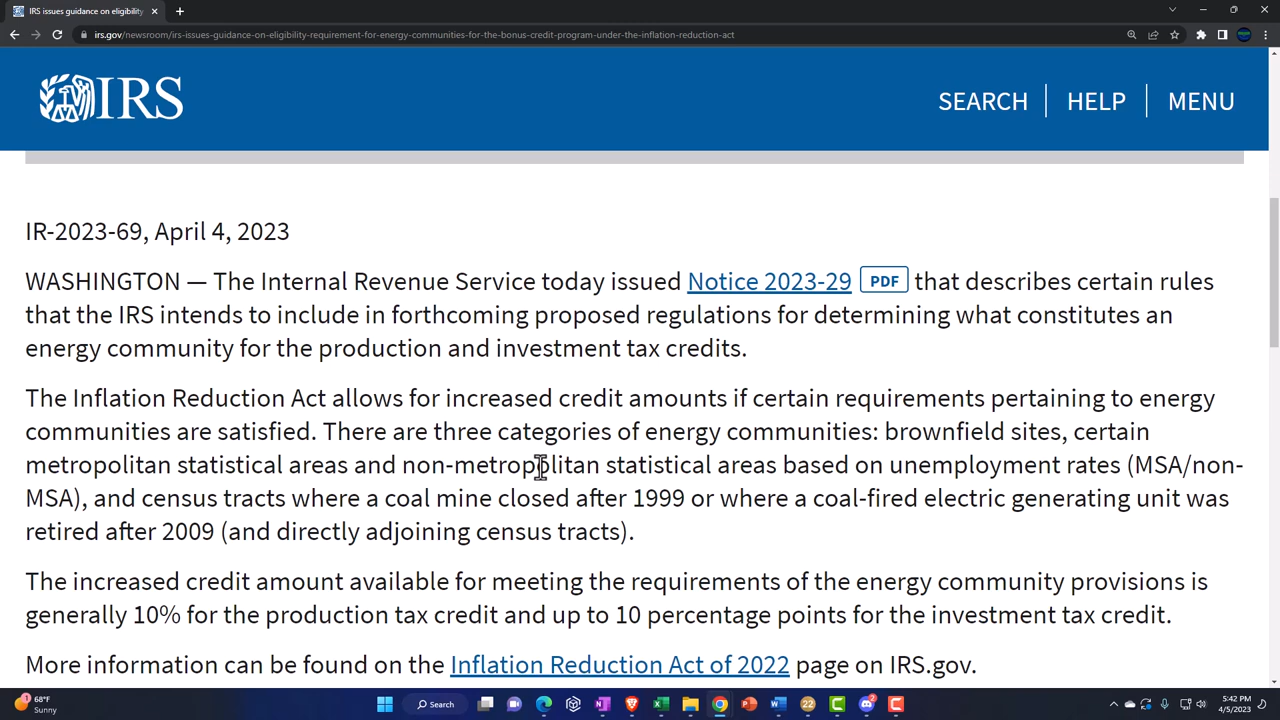 IRS issues guidance on eligibility
irs.gov/newsroom/irs-issues-guidance-on-eligibility-requirement-for-energy-communities-for-the-bonus-credit-program-under-the-inflation-reduction-act
IRS
SEARCH
HELP
MENU
IR-2023-69, April 4, 2023
WASHINGTON — The Internal Revenue Service today issued Notice 2023-29 PDF that describes certain rules
that the IRS intends to include in forthcoming proposed regulations for determining what constitutes an
energy community for the production and investment tax credits.
The Inflation Reduction Act allows for increased credit amounts if certain requirements pertaining to energy
communities are satisfied. There are three categories of energy communities: brownfield sites, certain
metropolitan statistical areas and non-metropolitan statistical areas based on unemployment rates (MSA/non-
MSA), and census tracts where a coal mine closed after 1999 or where a coal-fired electric generating unit was
retired after 2009 (and directly adjoining census tracts).
The increased credit amount available for meeting the requirements of the energy community provisions is
generally 10% for the production tax credit and up to 10 percentage points for the investment tax credit.
More information can be found on the Inflation Reduction Act of 2022 page on IRS.gov.
1
68°F
Sunny
Search
22
2
5:42 PM
4/5/2023